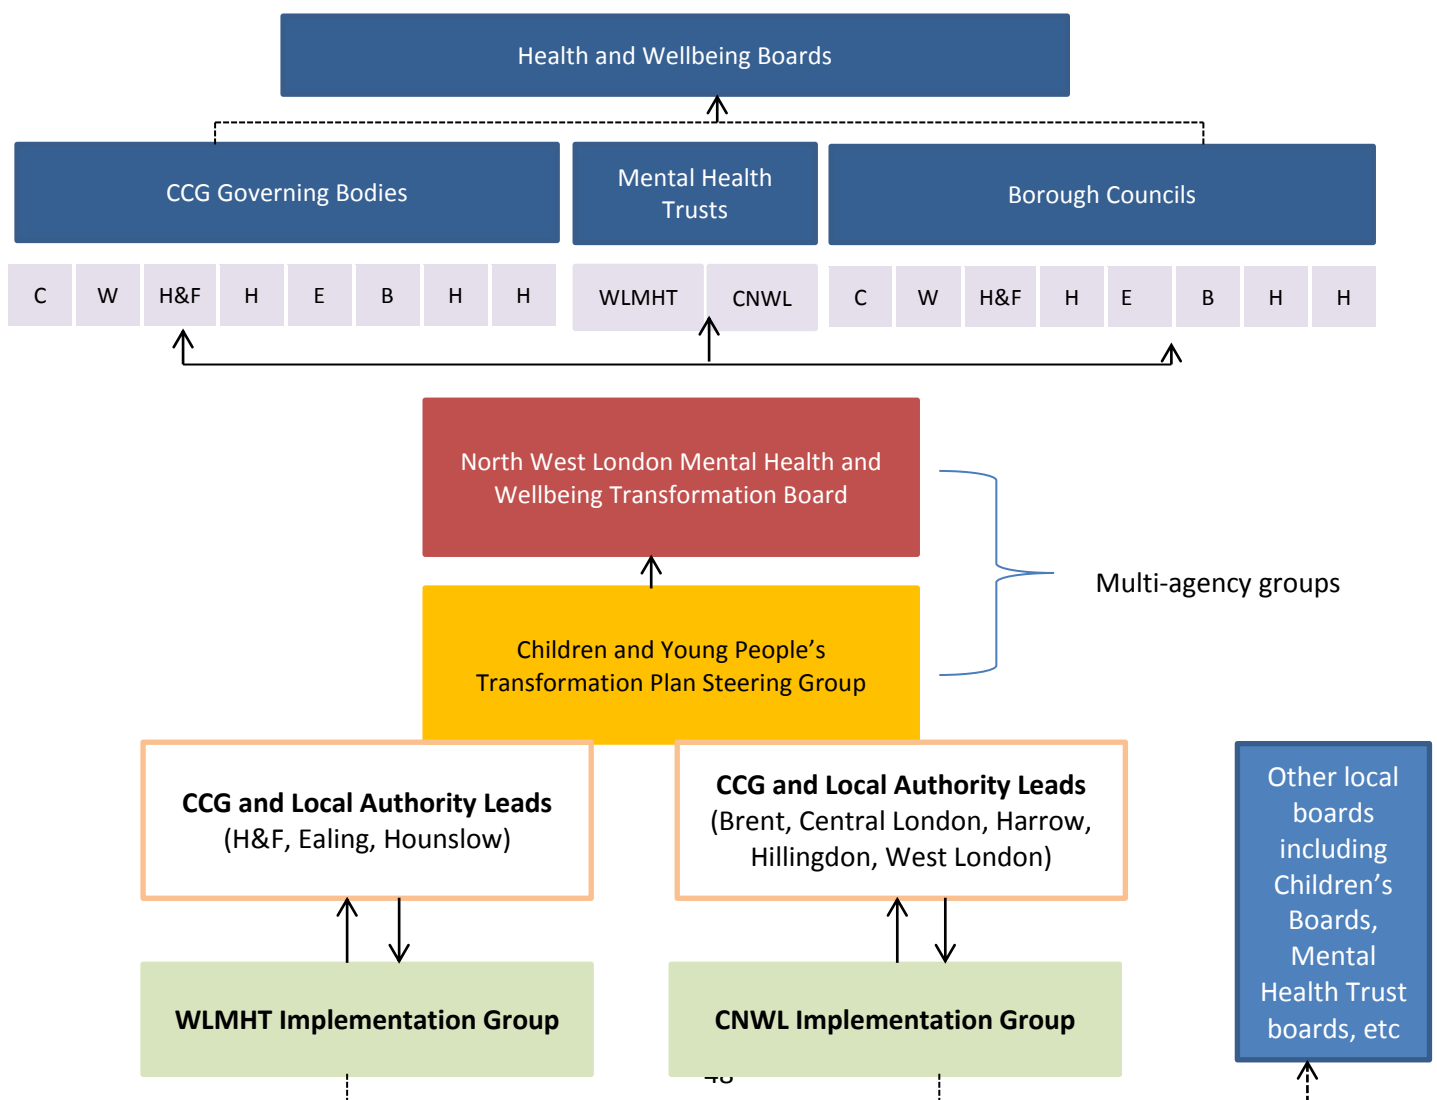 Health and Wellbeing Boards
CCG Governing Bodies
Mental Health
Trusts
Borough Councils
C W H&F H E B H H
WLMHT CNWL
C W H&F H E B H H
North West London Mental Health and
Wellbeing Transformation Board
Multi-agency groups
Children and Young People’s
Transformation Plan Steering Group
CCG and Local Authority Leads
(H&F, Ealing, Hounslow)
CCG and Local Authority Leads
(Brent, Central London, Harrow,
Hillingdon, West London)
Other local
boards
including
Children’s
Boards,
Mental
Health Trust
boards, etc
WLMHT Implementation Group
CNWL Implementation Group